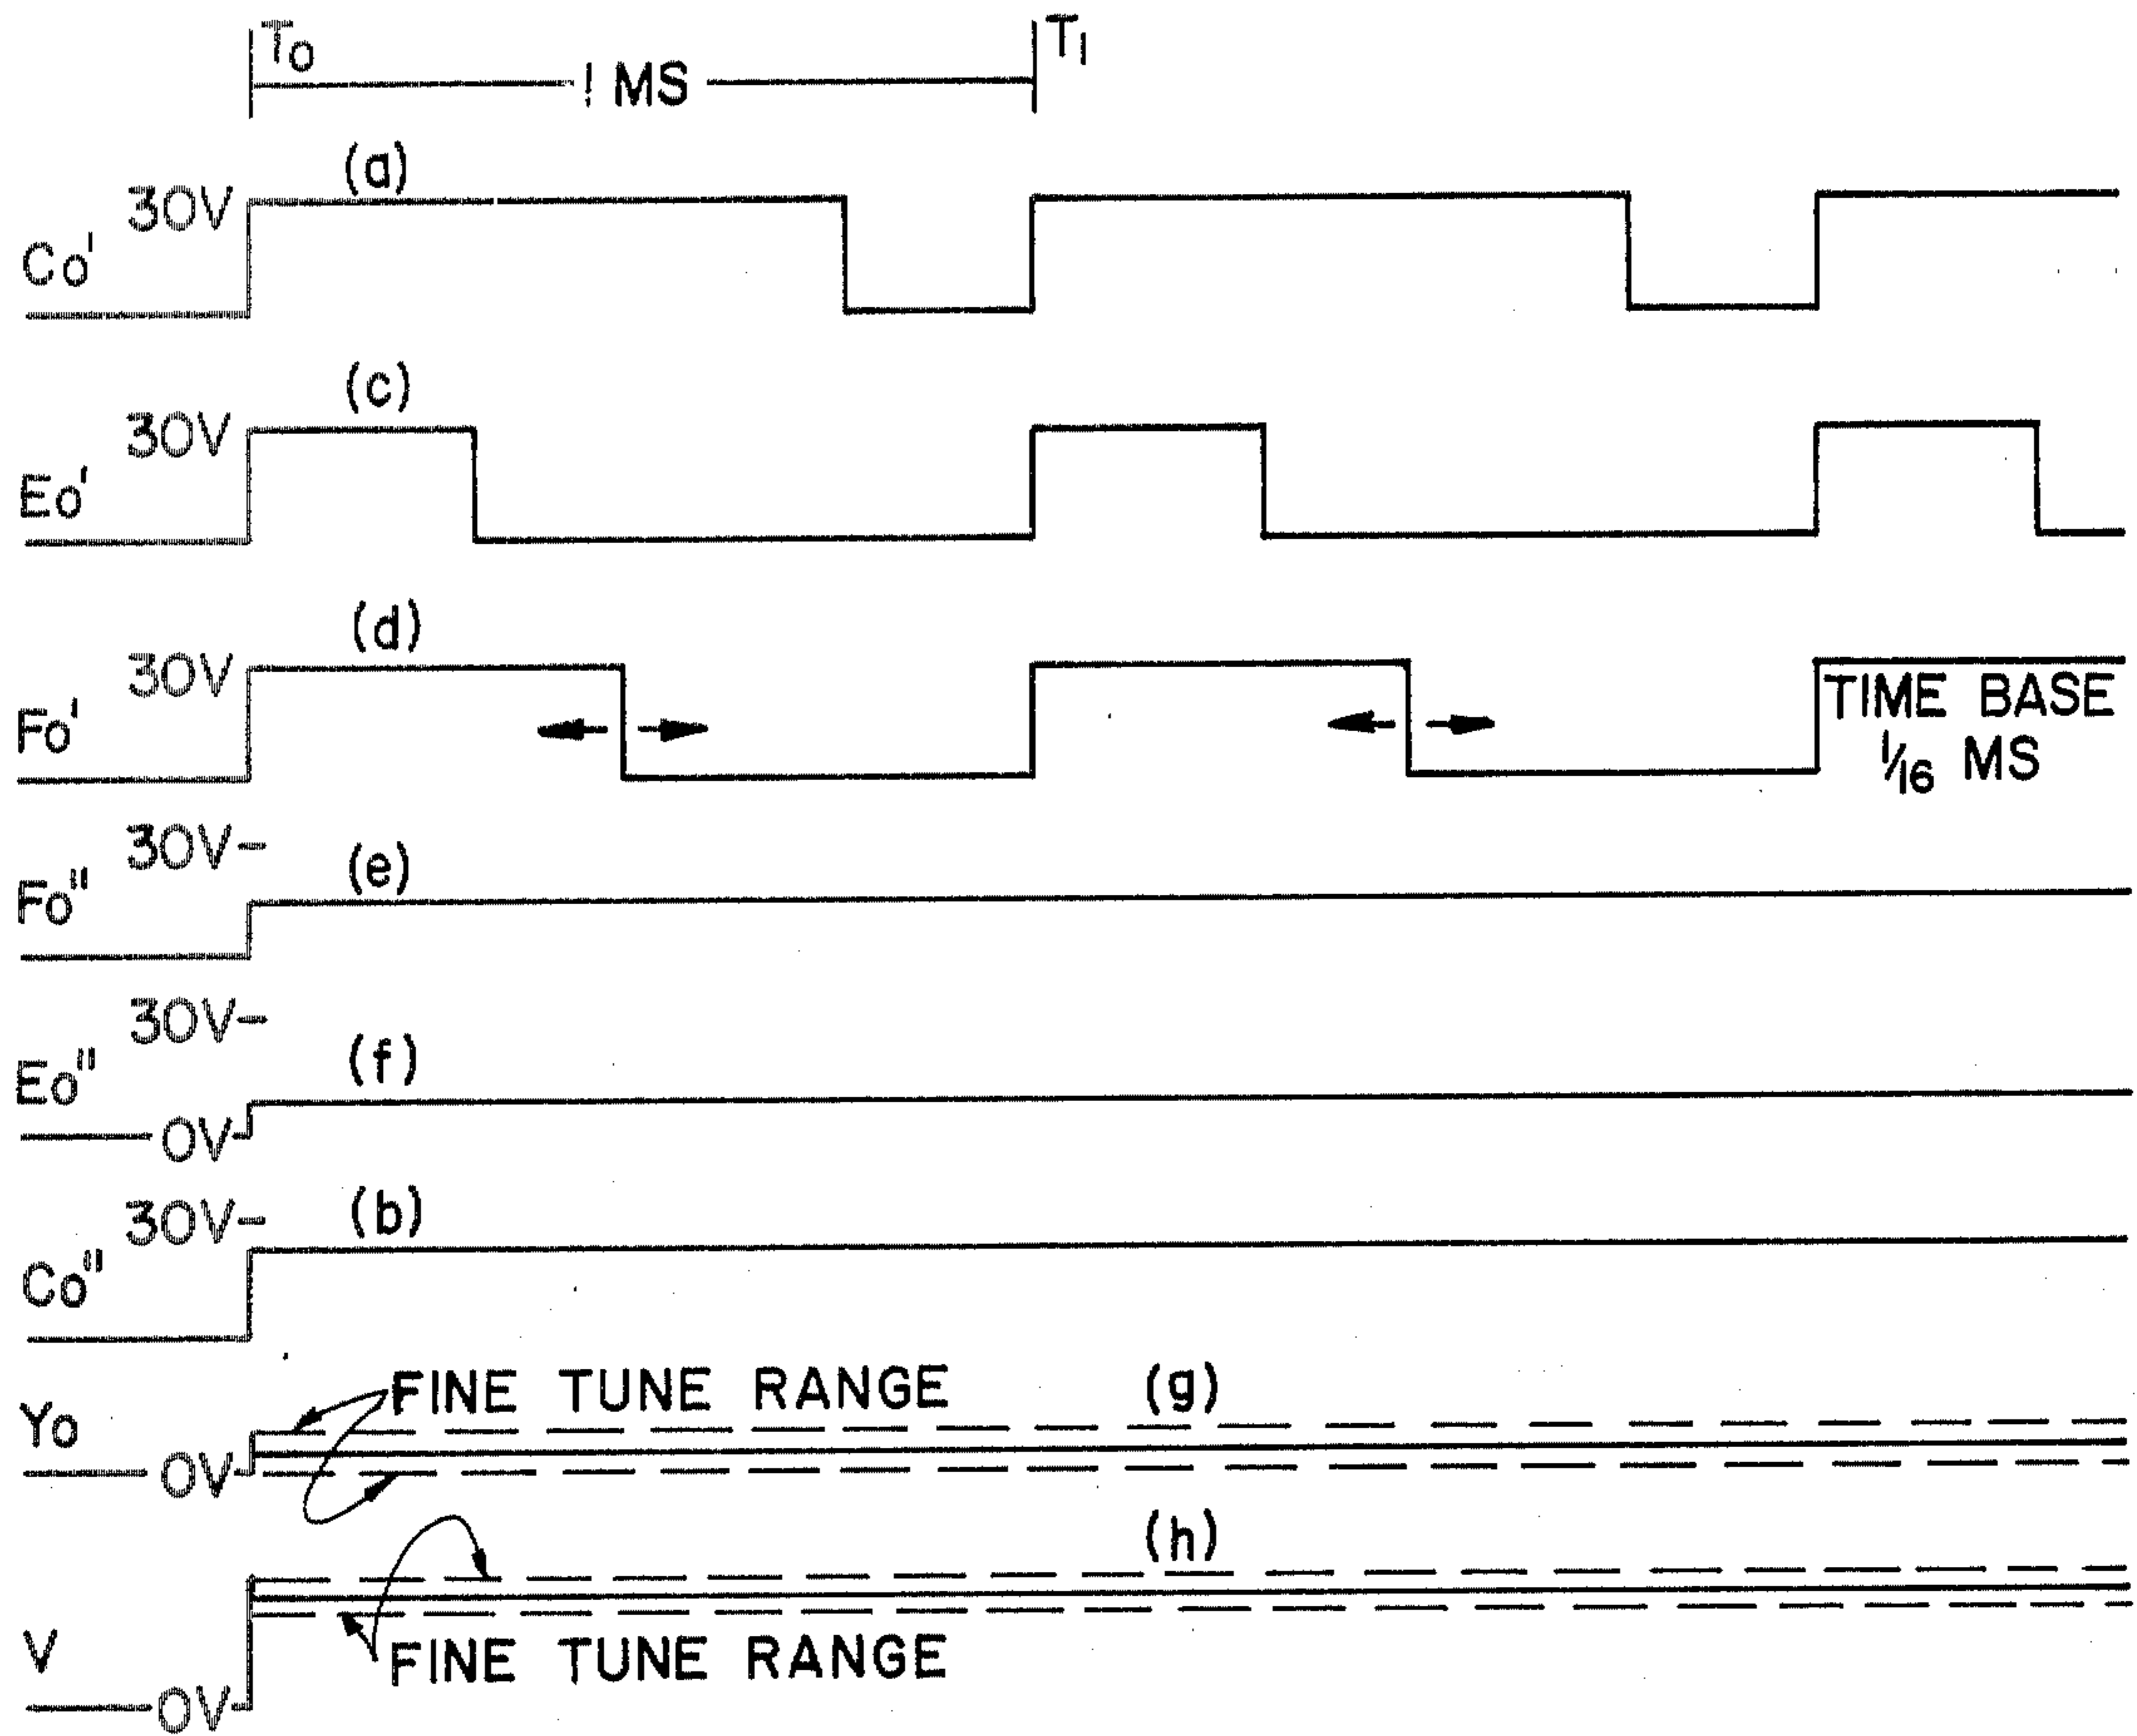 To T1
1 MS
(a)
30V
Co'
(c)
30V
Eo'
(d)
30V
Fo'
TIME BASE
1/16 MS
30V-
(e)
Fo"
30V-
(f)
Eo"
0V
30V-
(b)
Co"
FINE TUNE RANGE
(g)
Yo
0V
(h)
V
FINE TUNE RANGE
0V